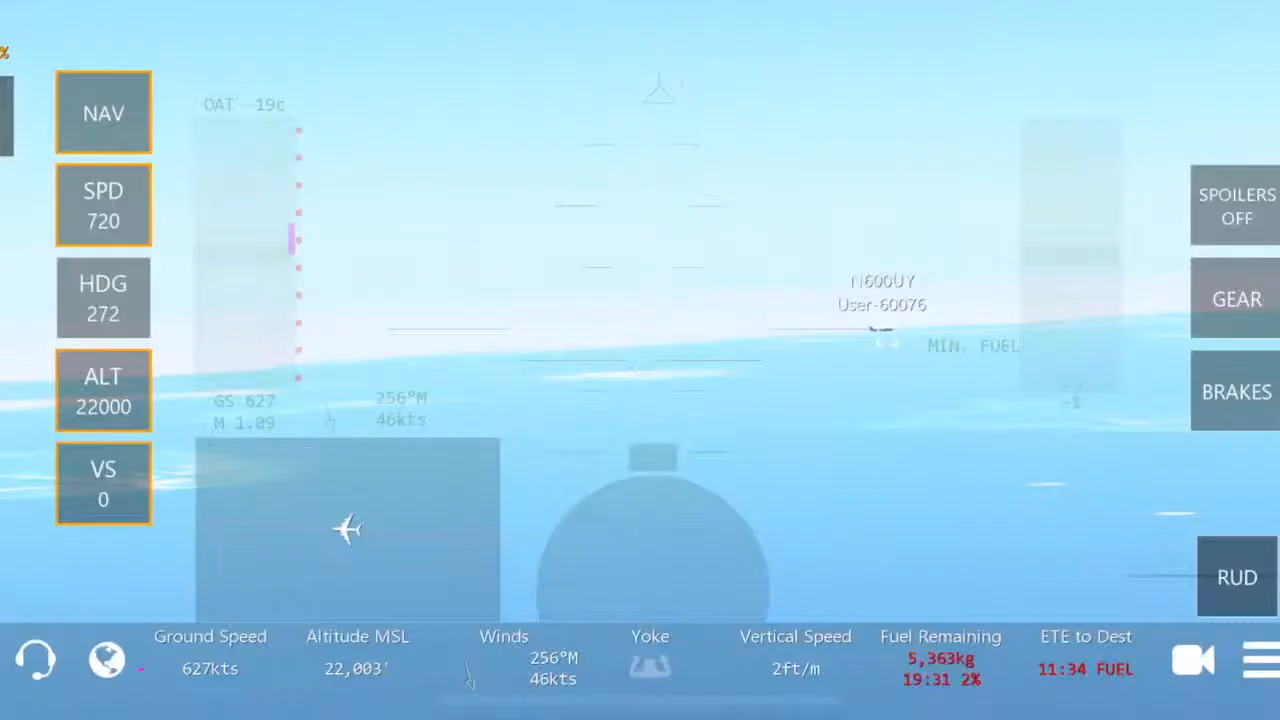 %
NAV
SPD
720
HDG
272
ALT
22000
VS
0
OAT -19c
GS 627
M 1.09
256°M
46kts
N600UY
User-60076
MIN. FUEL
-1
SPOILERS
OFF
GEAR
BRAKES
RUD
Ground Speed
627kts
Altitude MSL
22,003'
Winds
256°M
46kts
Yoke
Vertical Speed
2ft/m
Fuel Remaining
5,363kg
19:31 2%
ETE to Dest
11:34 FUEL